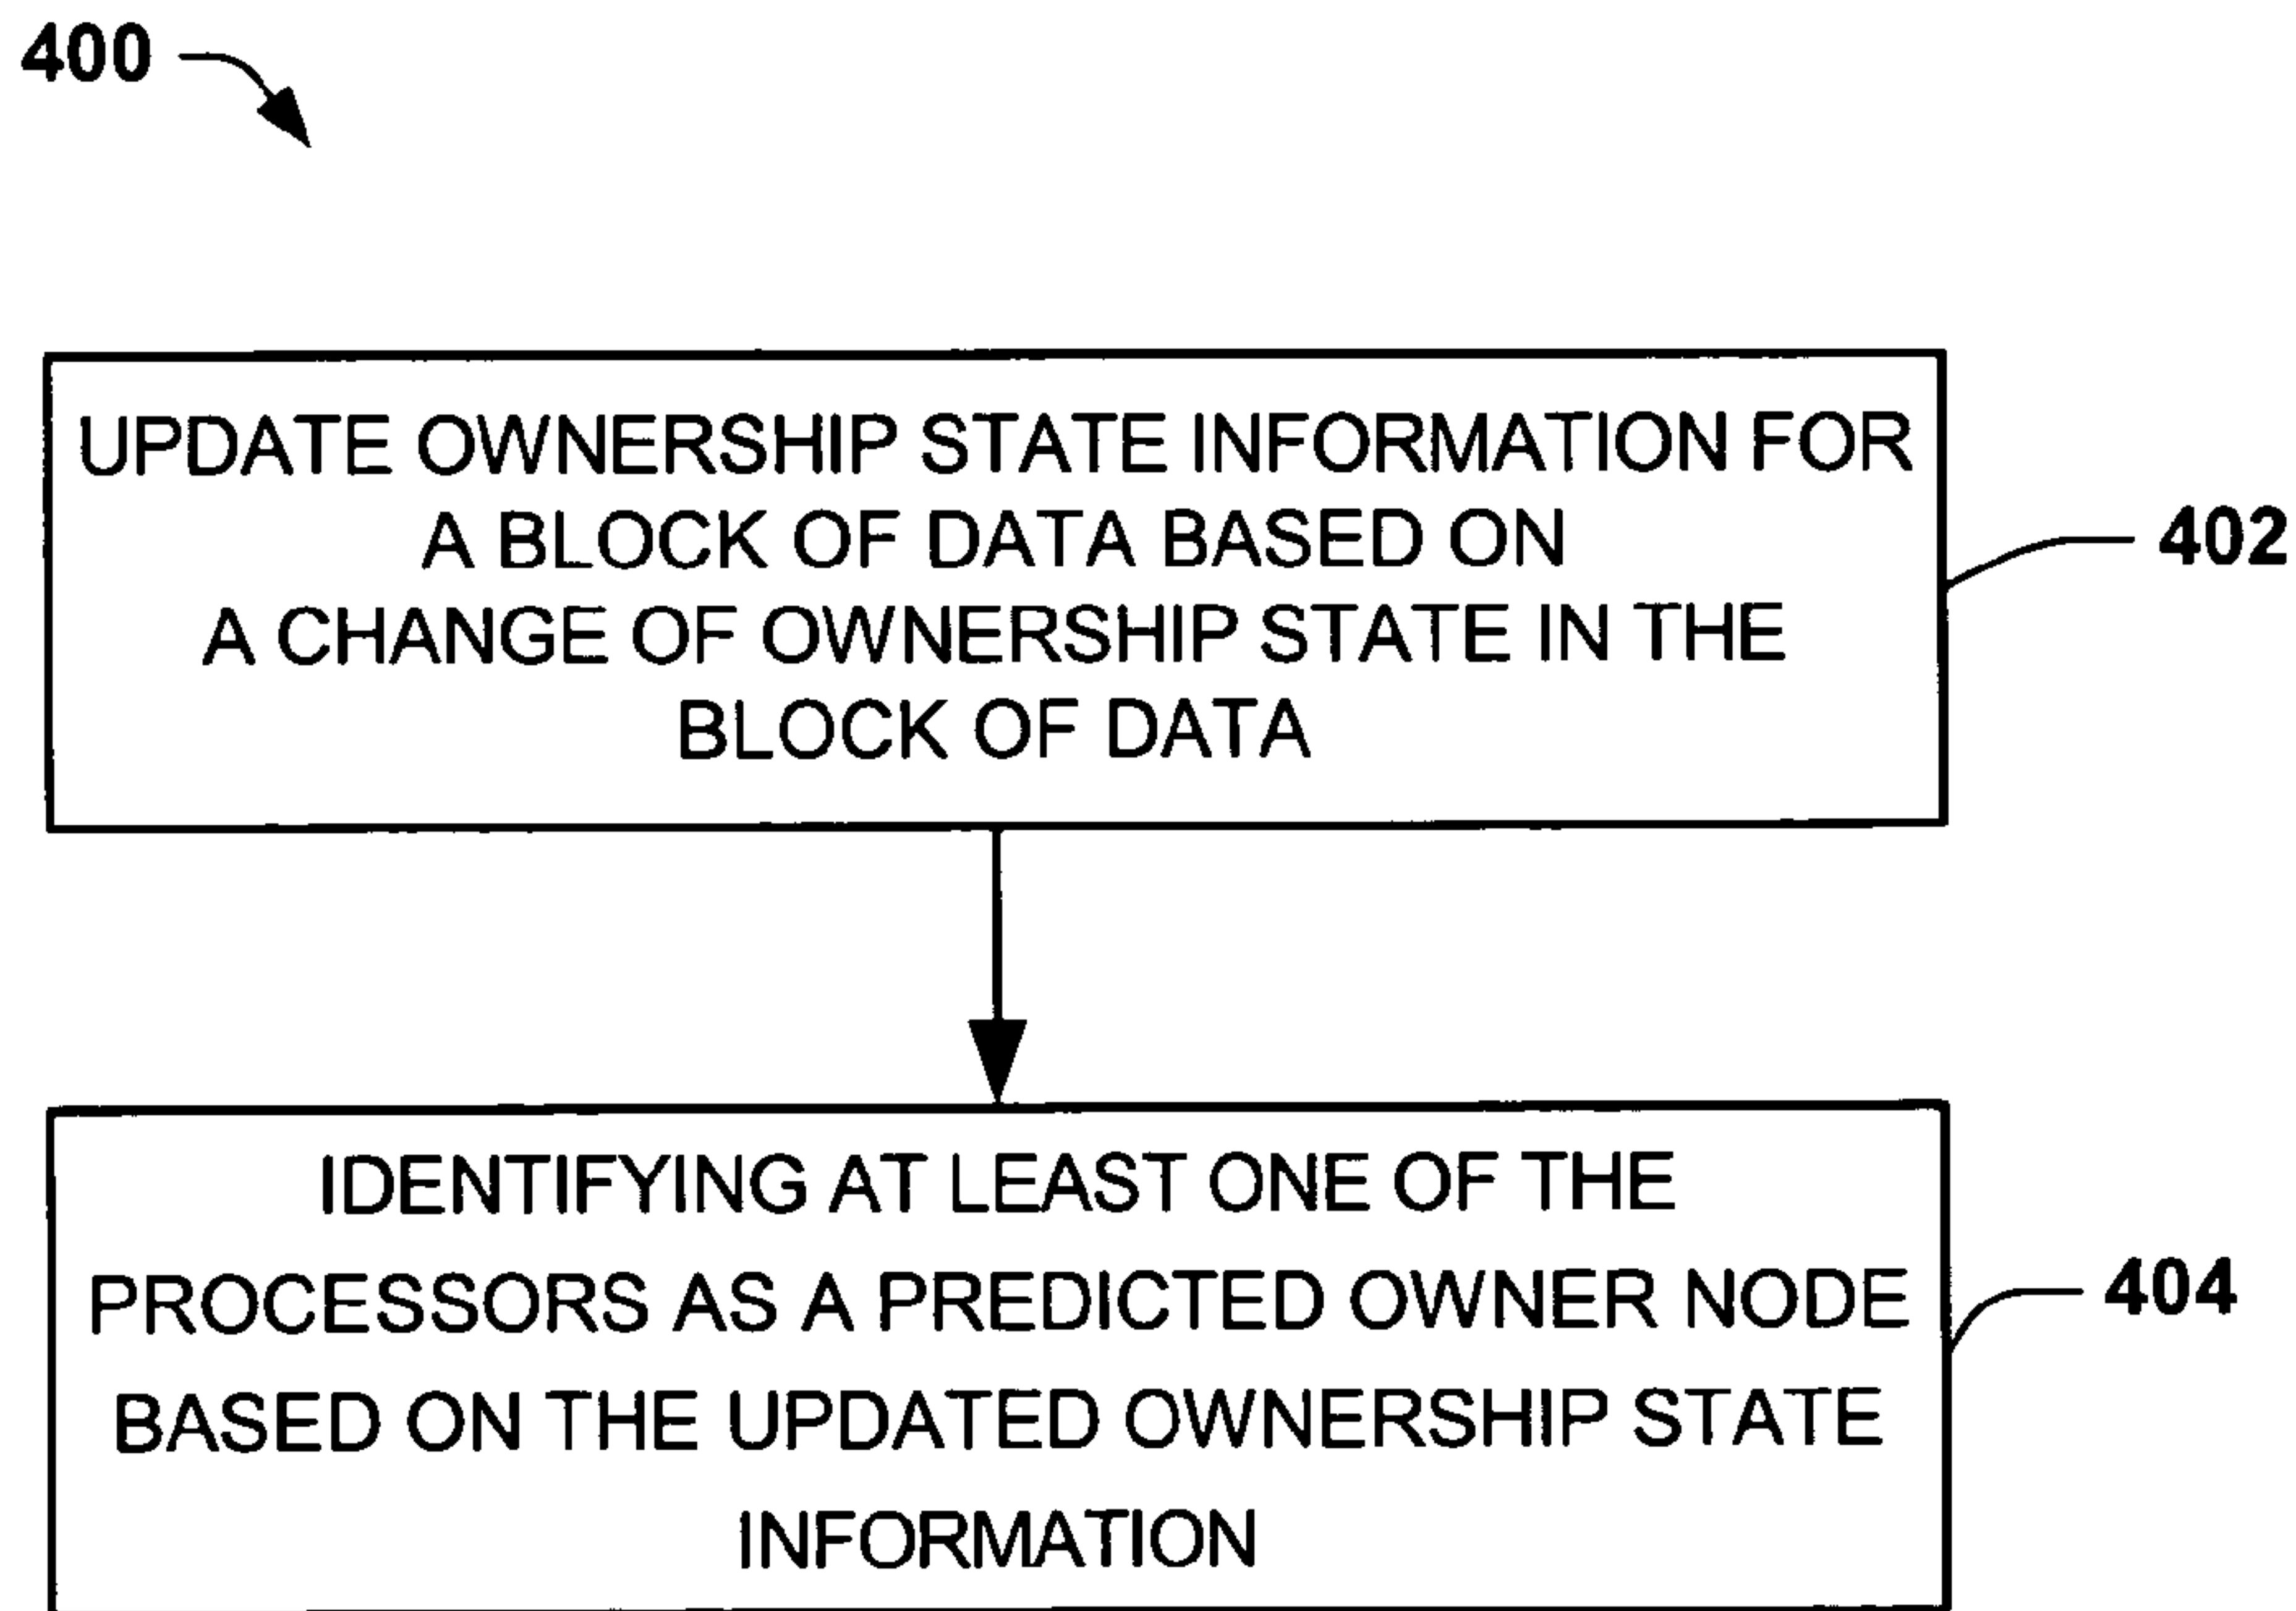 400
UPDATE OWNERSHIP STATE INFORMATION FOR
A BLOCK OF DATA BASED ON
A CHANGE OF OWNERSHIP STATE IN THE
BLOCK OF DATA
402
IDENTIFYING AT LEAST ONE OF THE
PROCESSORS AS A PREDICTED OWNER NODE
BASED ON THE UPDATED OWNERSHIP STATE
INFORMATION
404